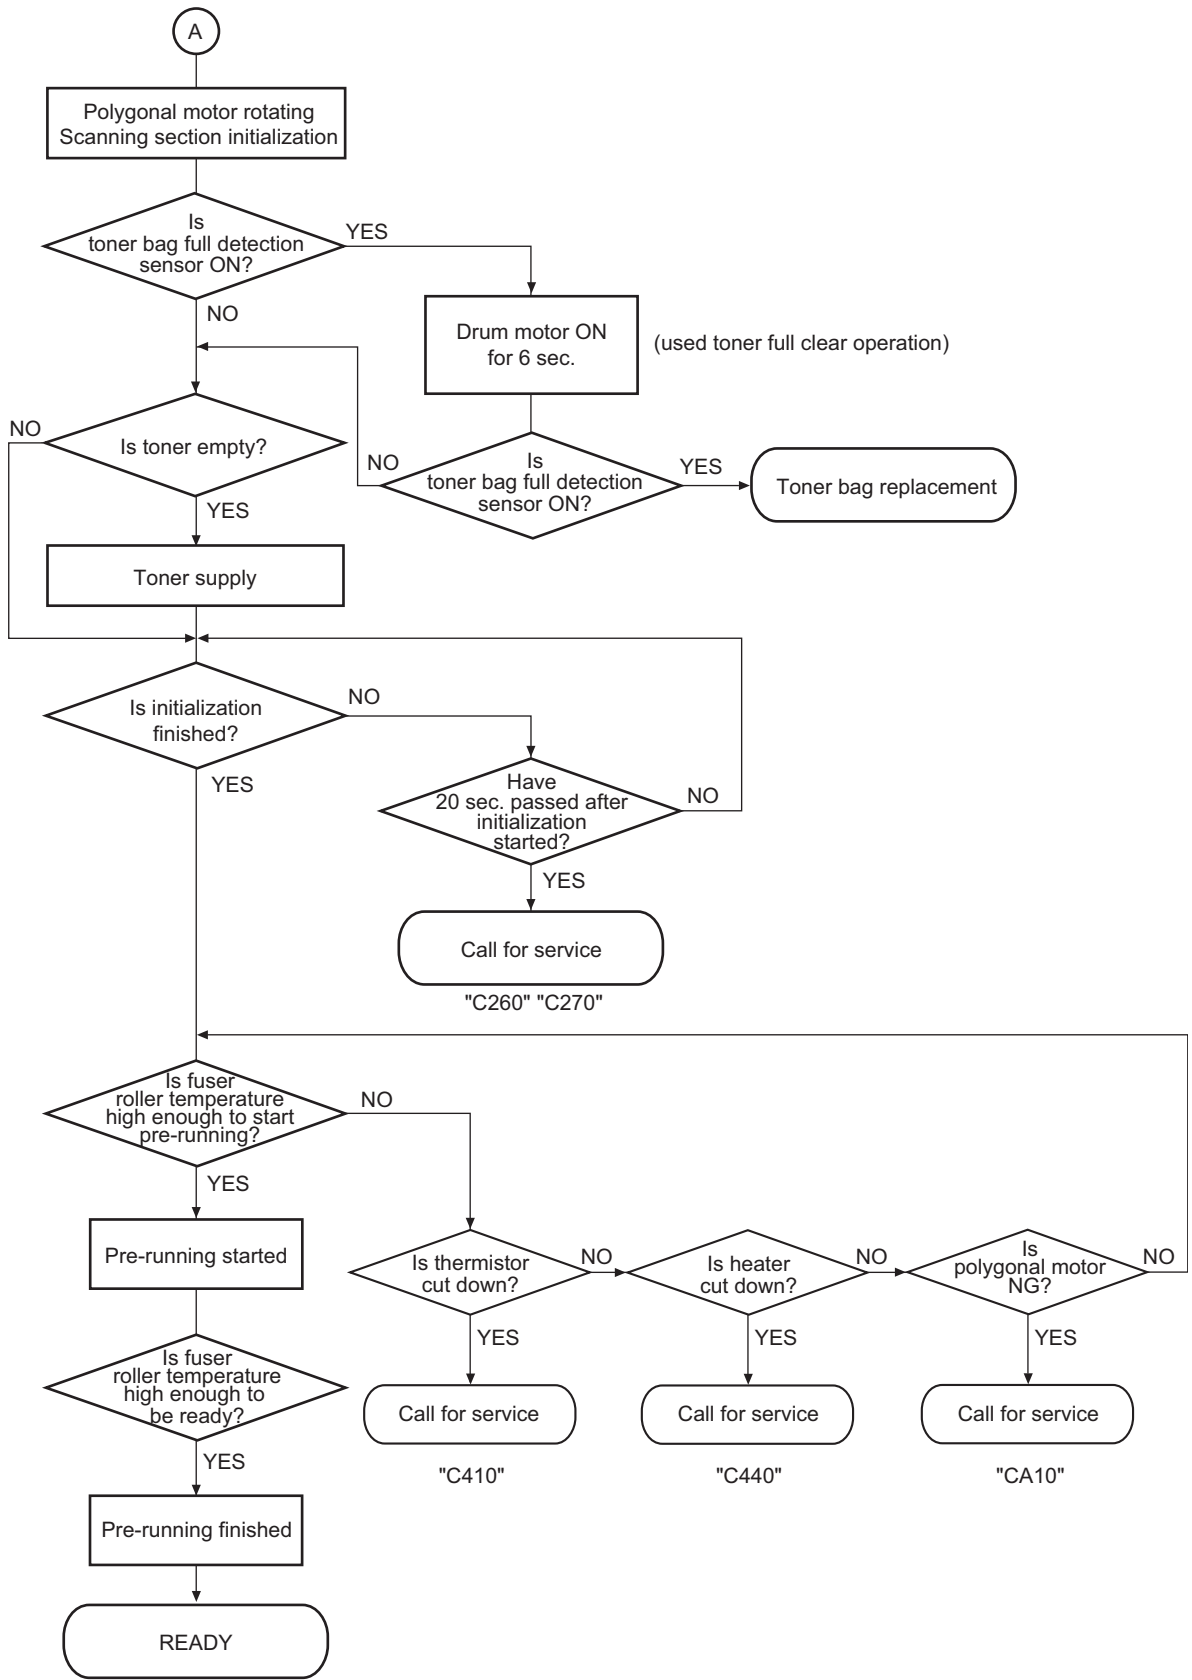 A
Polygonal motor rotating
Scanning section initialization
Is
toner bag full detection
sensor ON?
YES
NO
Drum motor ON
for 6 sec.
(used toner full clear operation)
Is toner empty?
NO
YES
Is
toner bag full detection
sensor ON?
NO
YES
Toner bag replacement
Toner supply
Is initialization
finished?
NO
YES
Have
20 sec. passed after
initialization
started?
NO
YES
Call for service
"C260" "C270"
Is fuser
roller temperature
high enough to start
pre-running?
NO
YES
Pre-running started
Is thermistor
cut down?
NO
YES
Is heater
cut down?
NO
YES
Is
polygonal motor
NG?
NO
YES
Is fuser
roller temperature
high enough to
be ready?
YES
Call for service
Call for service
Call for service
"C410"
"C440"
"CA10"
Pre-running finished
READY